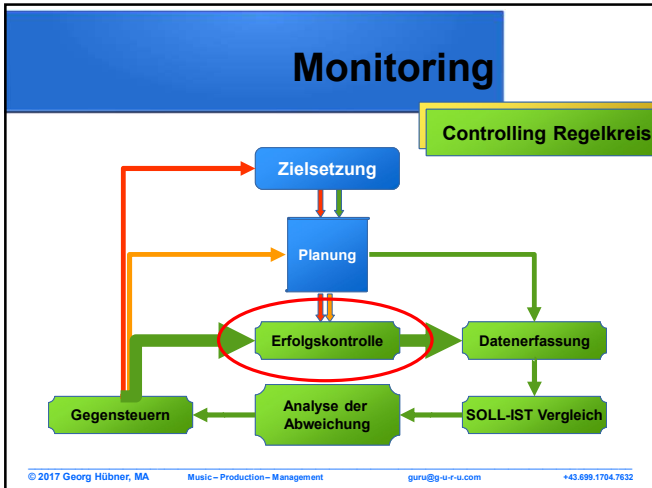 Monitoring
Controlling Regelkreis
Zielsetzung
Planung
Erfolgskontrolle
Datenerfassung
Gegensteuern
Analyse der
Abweichung
SOLL-IST Vergleich
© 2017 Georg Hübner, MA Music – Production – Management guru@g-u-r-u.com +43.699.1704.7632